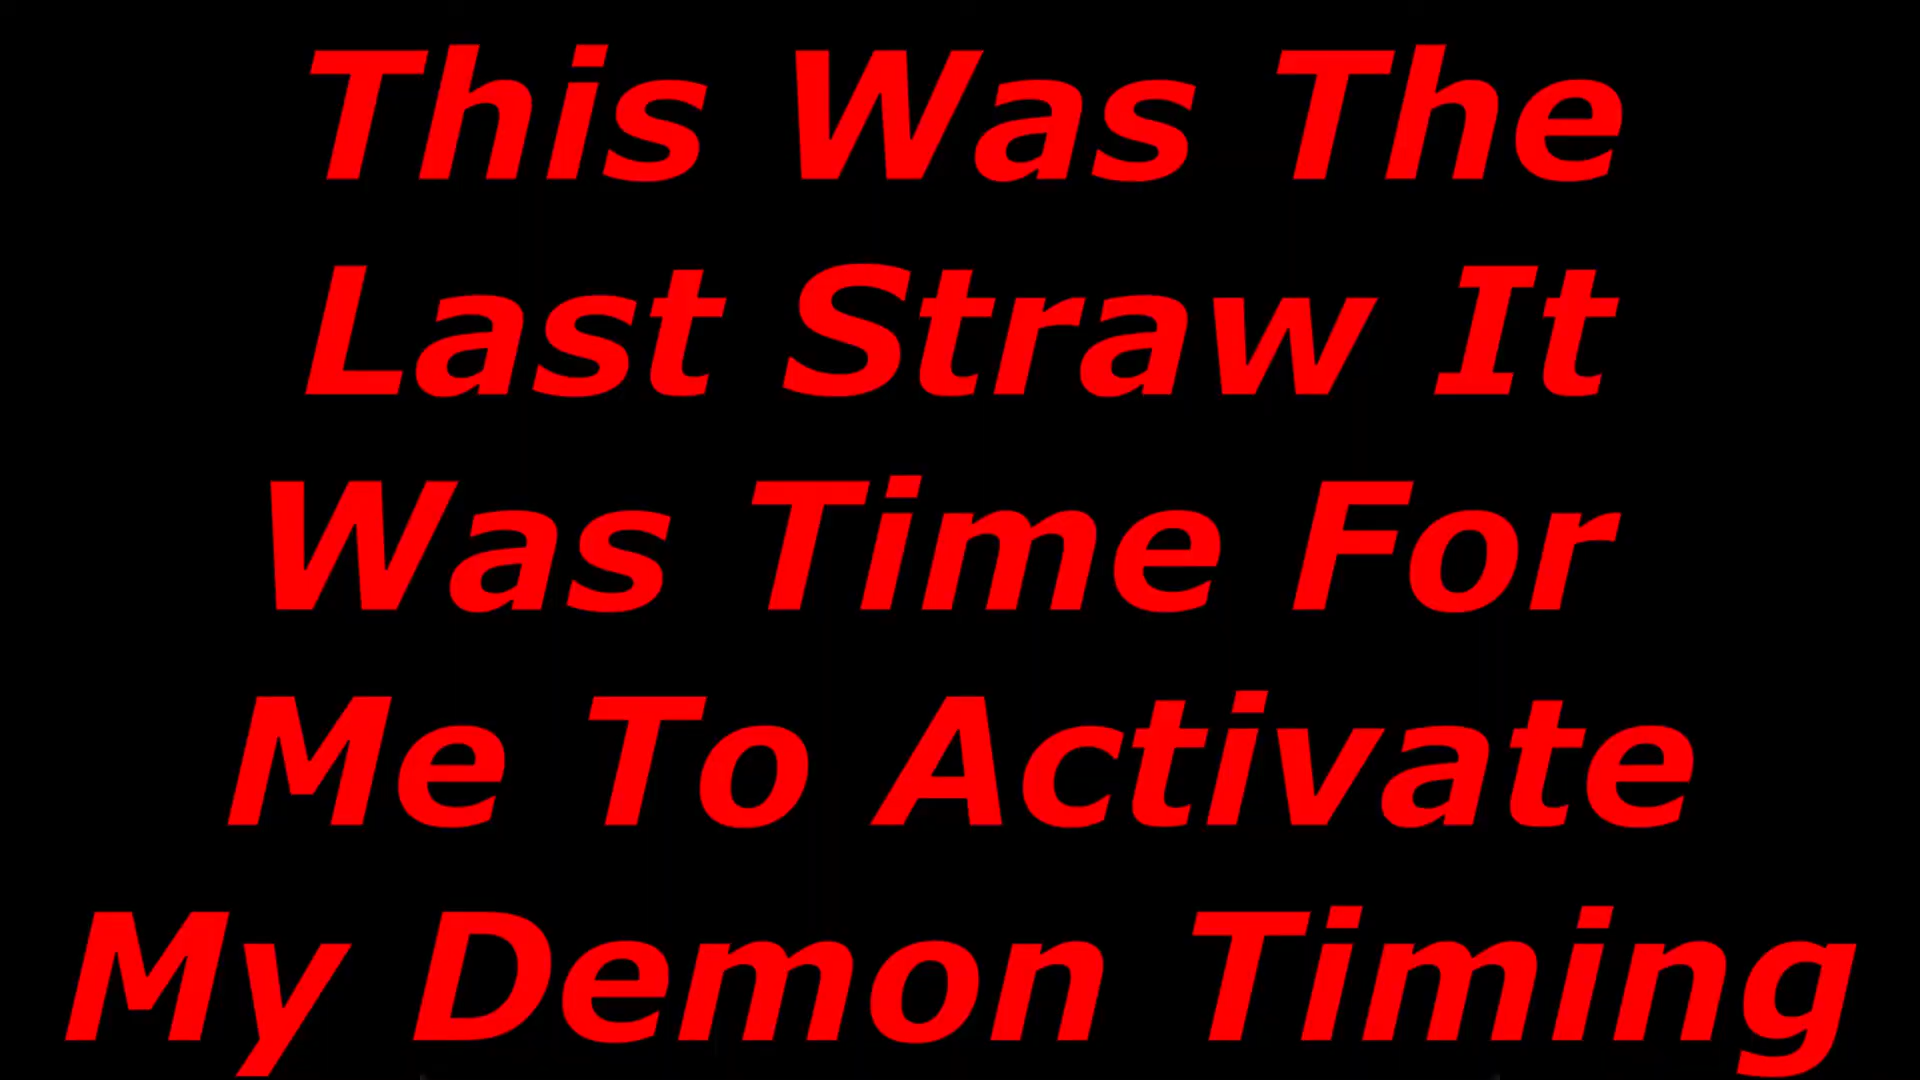 This Was The
Last Straw It
Was Time For
Me To Activate
My Demon Timing